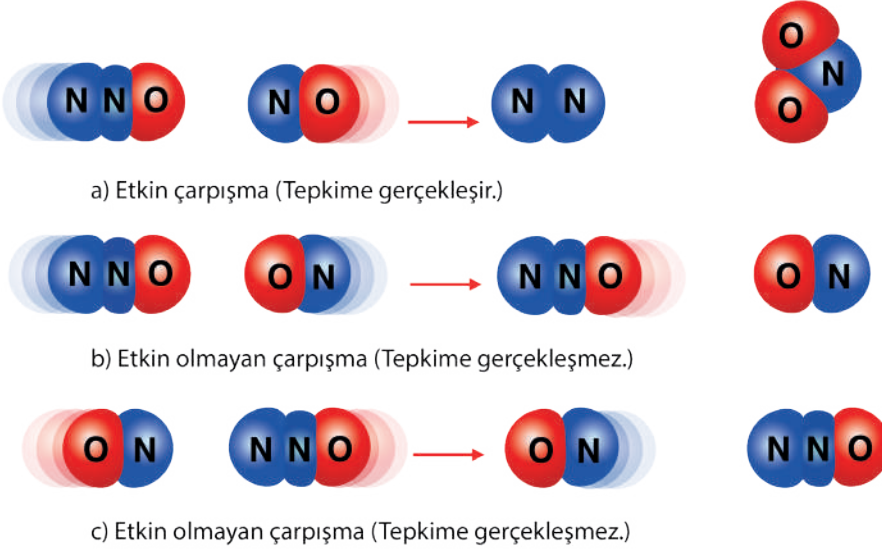 N N O N O N N O N O
a) Etkin çarpışma (Tepkime gerçekleşir.)
N N O O N N N O O N
b) Etkin olmayan çarpışma (Tepkime gerçekleşmez.)
O N N N O O N N N O
c) Etkin olmayan çarpışma (Tepkime gerçekleşmez.)